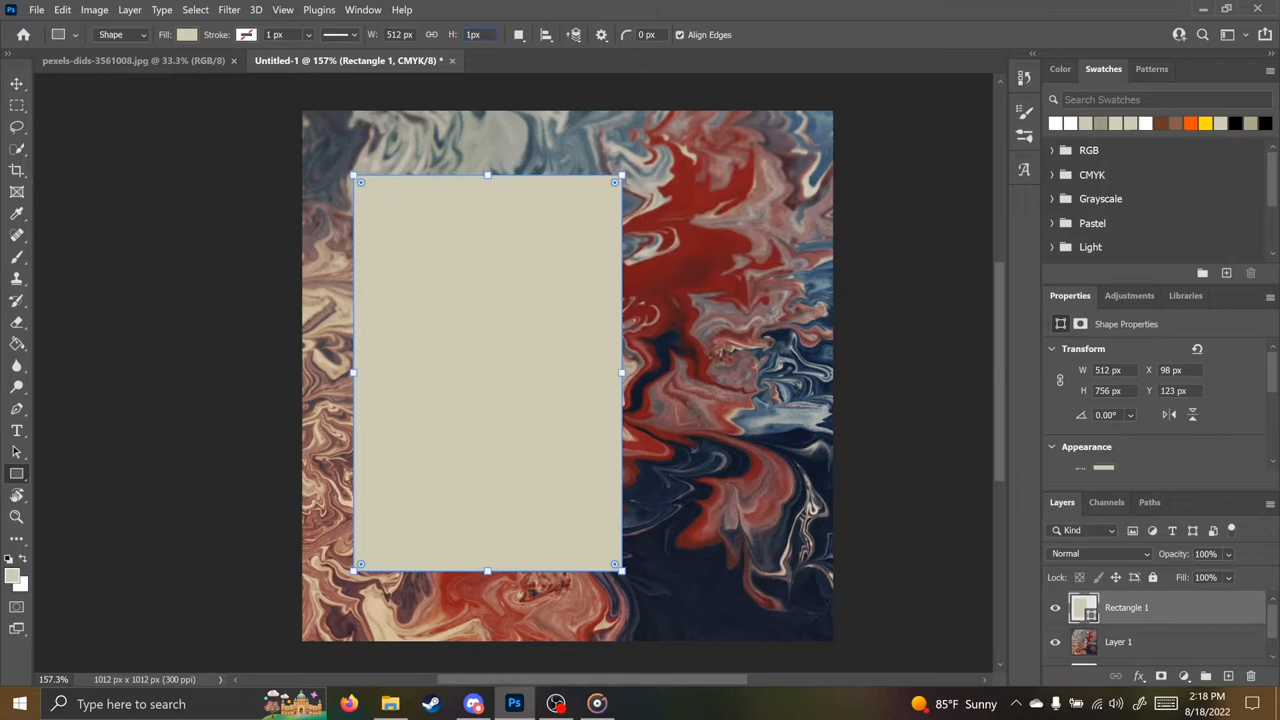 Ps File Edit Image Layer Type Select Filter 3D View Plugins Window Help
Shape Fill: Stroke: 1 px W: 512 px H: 1px 0 px Align Edges
pexels-dids-3561008.jpg @ 33.3% (RGB/8) Untitled-1 @ 157% (Rectangle 1, CMYK/8) *
Color Swatches Patterns
Search Swatches
RGB
CMYK
Grayscale
Pastel
Light
Properties Adjustments Libraries
Shape Properties
Transform
W 512 px X 98 px
H 756 px Y 123 px
0.00°
Appearance
Layers Channels Paths
Kind
Normal Opacity: 100%
Lock: Fill: 100%
Rectangle 1
Layer 1
157.3% 1012 px x 1012 px (300 ppi)
Type here to search Ps 85°F Sunny 2:18 PM
8/18/2022